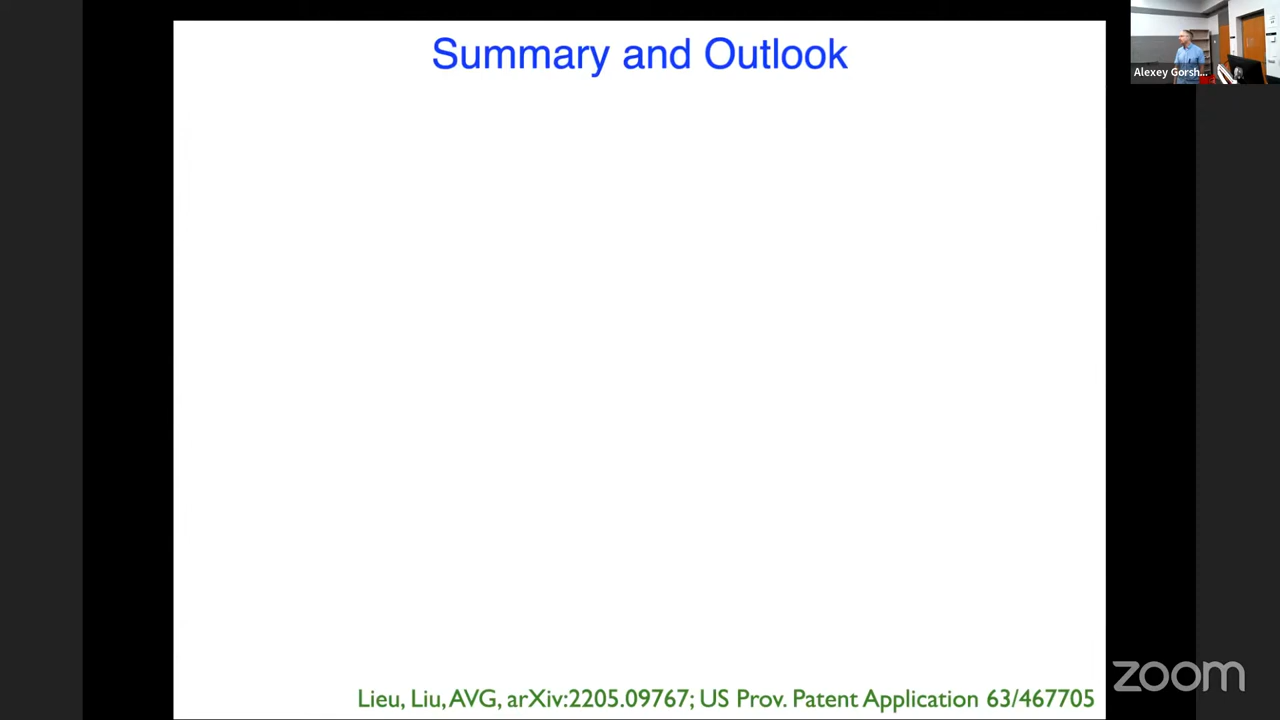 Summary and Outlook
Alexey Gorsh...
zoom
Lieu, Liu, AVG, arXiv:2205.09767; US Prov. Patent Application 63/467705